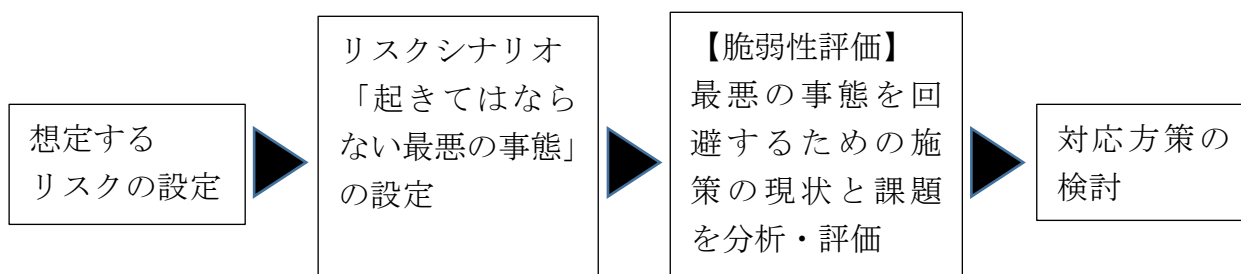 想定する
リスクの設定
リスクシナリオ
「起きてはなら
ない最悪の事態」
の設定
【脆弱性評価】
最悪の事態を回
避するための施
策の現状と課題
を分析・評価
対応方策の
検討